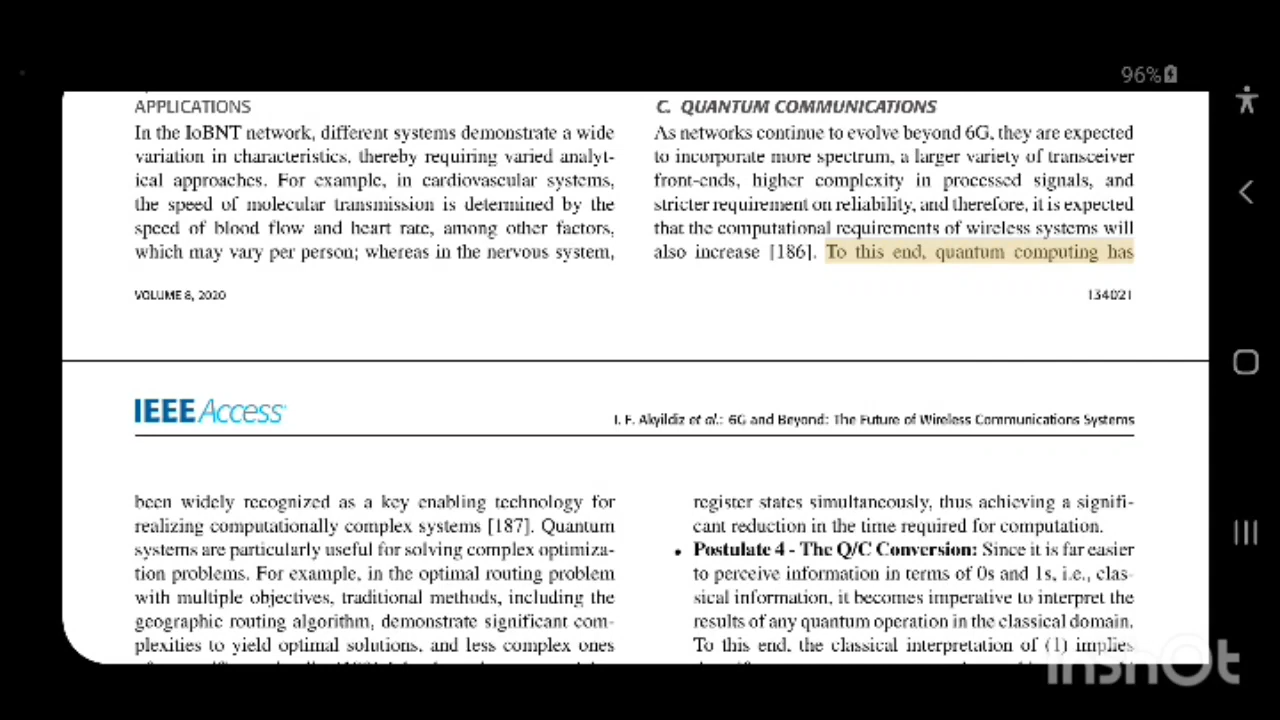 96%
APPLICATIONS
In the IoBNT network, different systems demonstrate a wide
variation in characteristics, thereby requiring varied analyt-
ical approaches. For example, in cardiovascular systems,
the speed of molecular transmission is determined by the
speed of blood flow and heart rate, among other factors,
which may vary per person; whereas in the nervous system,
VOLUME 8, 2020
C. QUANTUM COMMUNICATIONS
As networks continue to evolve beyond 6G, they are expected
to incorporate more spectrum, a larger variety of transceiver
front-ends, higher complexity in processed signals, and
stricter requirement on reliability, and therefore, it is expected
that the computational requirements of wireless systems will
also increase [186]. To this end, quantum computing has
134021
IEEE Access
I. F. Akyildiz et al.: 6G and Beyond: The Future of Wireless Communications Systems
been widely recognized as a key enabling technology for
realizing computationally complex systems [187]. Quantum
systems are particularly useful for solving complex optimiza-
tion problems. For example, in the optimal routing problem
with multiple objectives, traditional methods, including the
geographic routing algorithm, demonstrate significant com-
plexities to yield optimal solutions, and less complex ones
register states simultaneously, thus achieving a signifi-
cant reduction in the time required for computation.
• Postulate 4 - The Q/C Conversion: Since it is far easier
to perceive information in terms of 0s and 1s, i.e., clas-
sical information, it becomes imperative to interpret the
results of any quantum operation in the classical domain.
To this end, the classical interpretation of (1) implies
InshOt